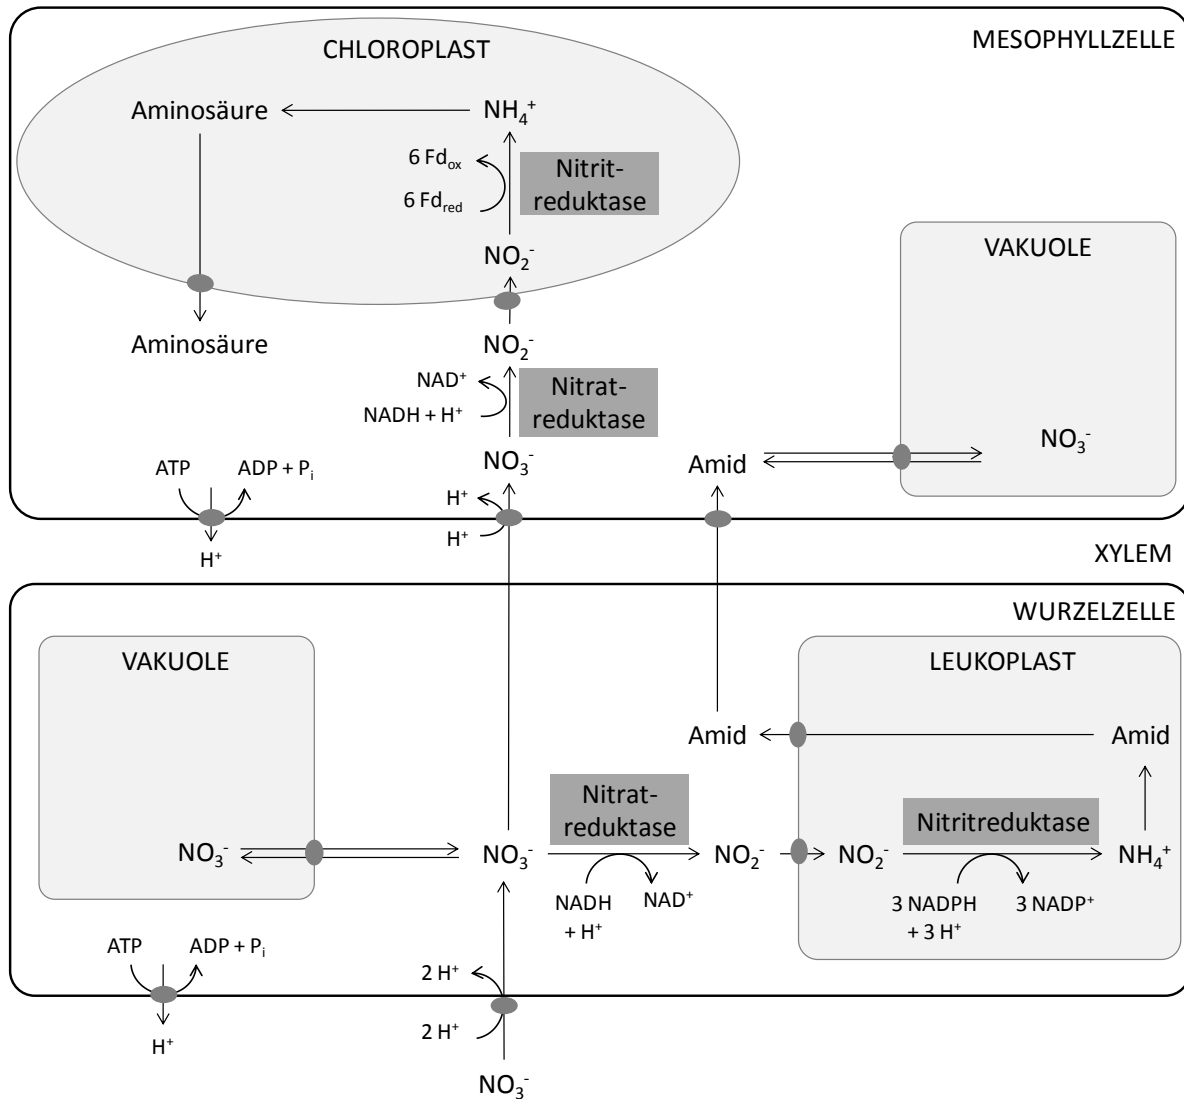 CHLOROPLAST
MESOPHYLLZELLE
Aminosäure
NH₄⁺
6 Fdₒₓ
6 Fd_red
Nitrit-
reduktase
NO₂⁻
VAKUOLE
Aminosäure
NO₂⁻
NAD⁺
NADH + H⁺
Nitrat-
reduktase
NO₃⁻
Amid
NO₃⁻
ATP
ADP + Pᵢ
H⁺
H⁺
H⁺
XYLEM
WURZELZELLE
VAKUOLE
LEUKOPLAST
Amid
Amid
Nitrat-
reduktase
Nitritreduktase
NO₃⁻
NO₃⁻
NO₂⁻
NO₂⁻
NH₄⁺
NADH
+ H⁺
NAD⁺
3 NADPH
+ 3 H⁺
3 NADP⁺
ATP
ADP + Pᵢ
H⁺
2 H⁺
2 H⁺
NO₃⁻